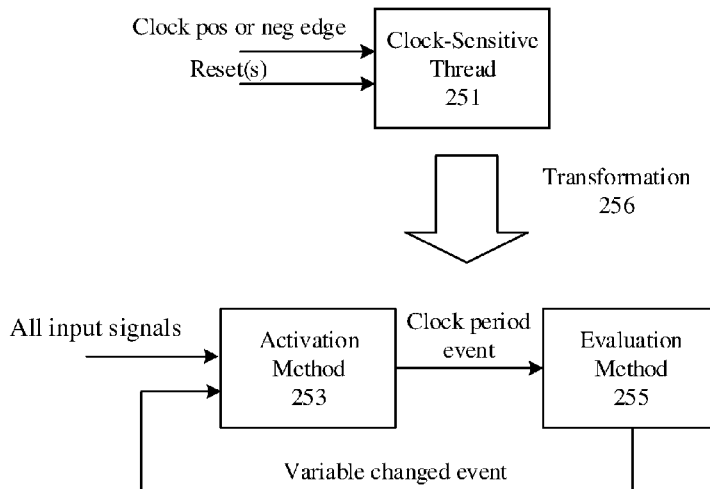 Clock pos or neg edge
Reset(s)
Clock-Sensitive
Thread
251
Transformation
256
All input signals
Activation
Method
253
Clock period
event
Evaluation
Method
255
Variable changed event